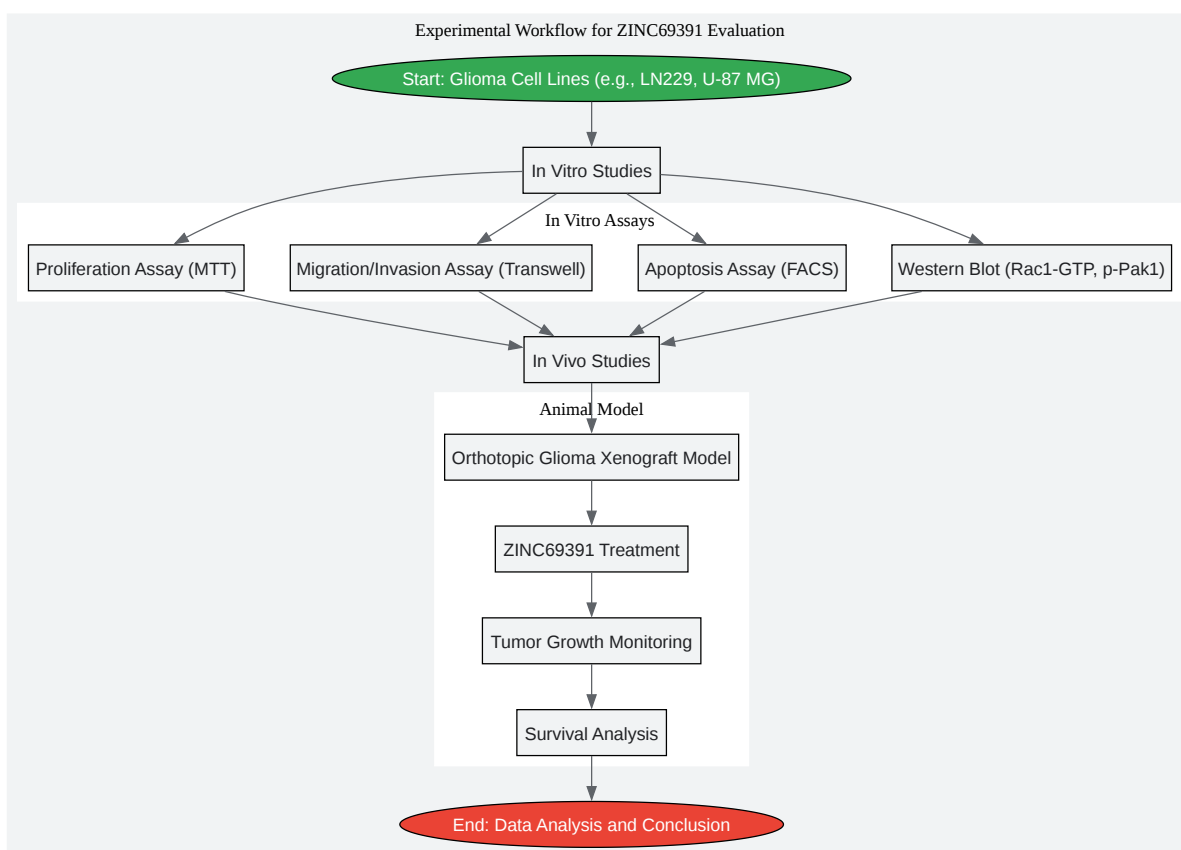 Experimental Workflow for ZINC69391 Evaluation
Start: Glioma Cell Lines (e.g., LN229, U-87 MG)
In Vitro Studies
In Vitro Assays
Proliferation Assay (MTT)
Migration/Invasion Assay (Transwell)
Apoptosis Assay (FACS)
Western Blot (Rac1-GTP, p-Pak1)
In Vivo Studies
Animal Model
Orthotopic Glioma Xenograft Model
ZINC69391 Treatment
Tumor Growth Monitoring
Survival Analysis
End: Data Analysis and Conclusion